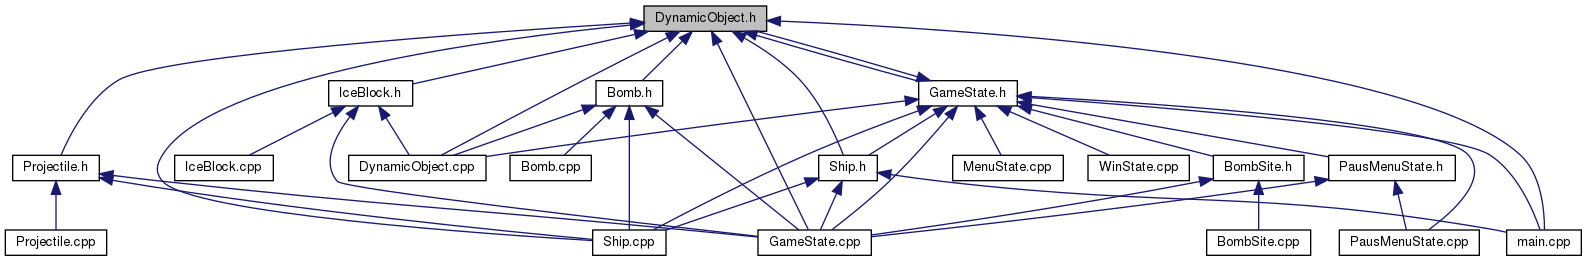 DynamicObject.h
IceBlock.h
Bomb.h
GameState.h
Projectile.h
IceBlock.cpp
DynamicObject.cpp
Bomb.cpp
Ship.h
MenuState.cpp
WinState.cpp
BombSite.h
PausMenuState.h
Projectile.cpp
Ship.cpp
GameState.cpp
BombSite.cpp
PausMenuState.cpp
main.cpp